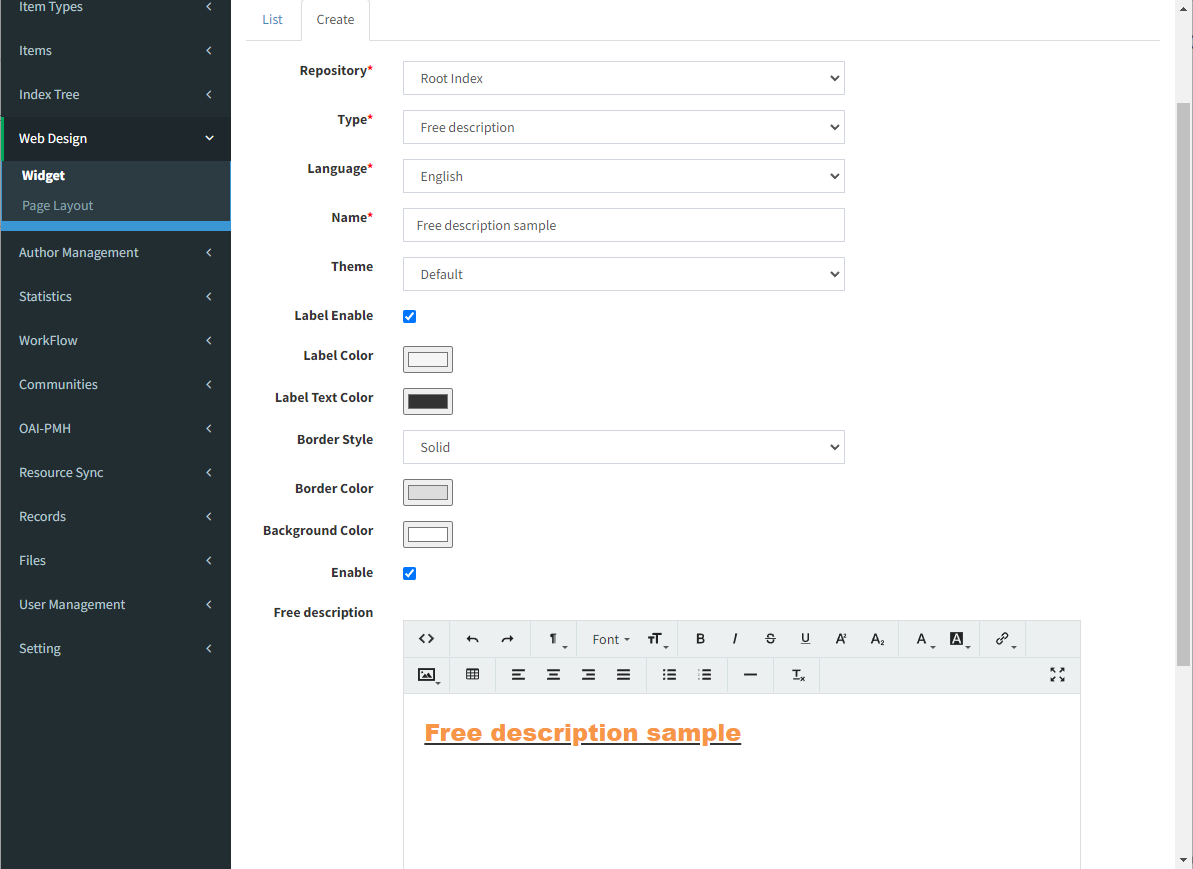 Item Types
Items
Index Tree
Web Design
Widget
Page Layout
Author Management
Statistics
WorkFlow
Communities
OAI-PMH
Resource Sync
Records
Files
User Management
Setting
List Create
Repository* Root Index
Type* Free description
Language* English
Name* Free description sample
Theme Default
Label Enable
Label Color
Label Text Color
Border Style Solid
Border Color
Background Color
Enable
Free description
Font
Free description sample